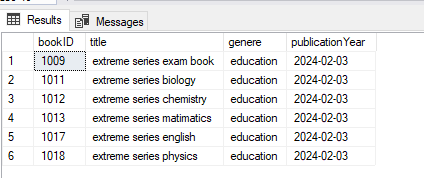 Results Messages
bookID title genere publicationYear
1 1009 extreme series exam book education 2024-02-03
2 1011 extreme series biology education 2024-02-03
3 1012 extreme series chemistry education 2024-02-03
4 1013 extreme series matimatics education 2024-02-03
5 1017 extreme series english education 2024-02-03
6 1018 extreme series physics education 2024-02-03